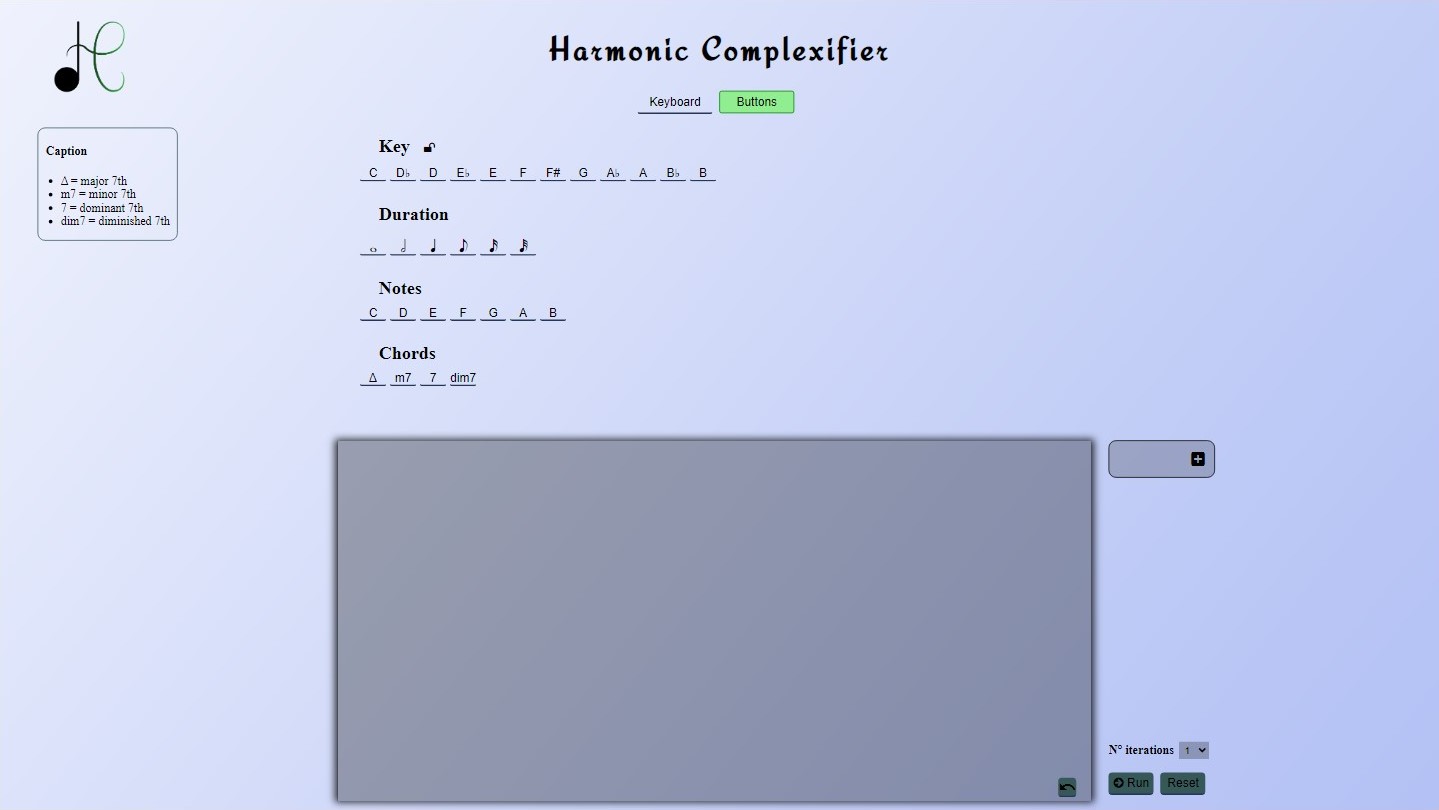 Harmonic Complexifier
Keyboard Buttons
Caption
Δ = major 7th
m7 = minor 7th
7 = dominant 7th
dim7 = diminished 7th
Key
C D♭ D E♭ E F F# G A♭ A B♭ B
Duration
𝅝 𝅗𝅥 𝅘𝅥 𝅘𝅥𝅮 𝅘𝅥𝅯 𝅘𝅥𝅰
Notes
C D E F G A B
Chords
Δ m7 7 dim7
N° iterations 1
Run Reset